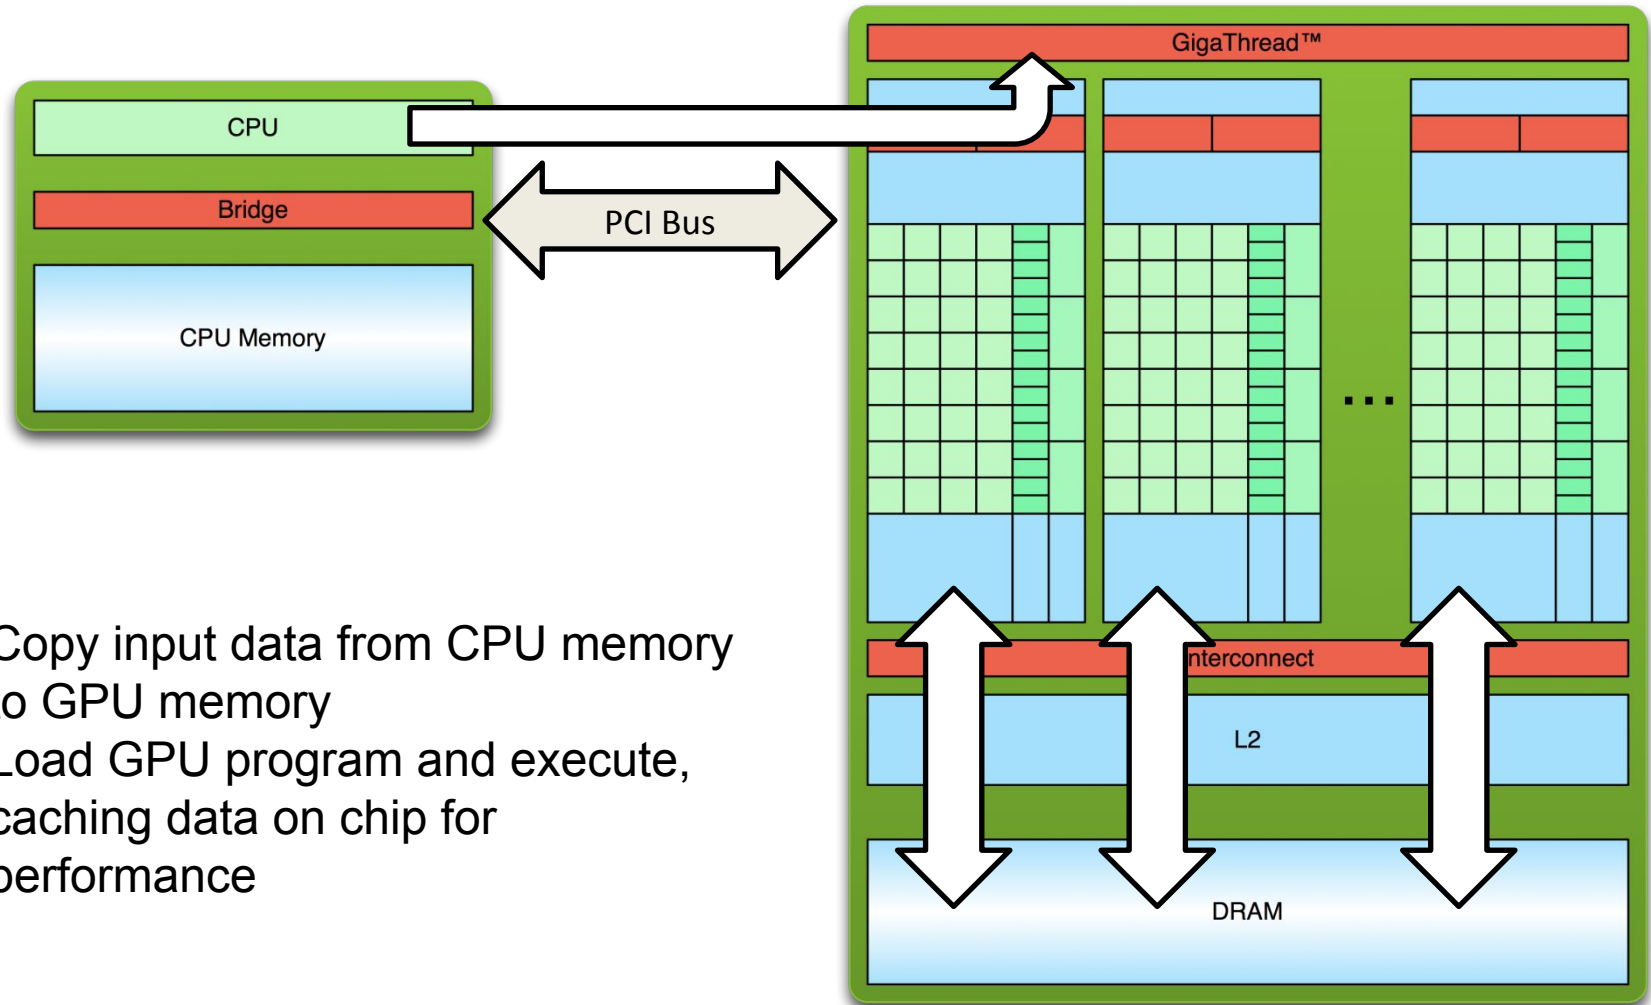 GigaThread™
CPU
Bridge
PCI Bus
CPU Memory
...
Copy input data from CPU memory
to GPU memory
Load GPU program and execute,
caching data on chip for
performance
nterconnect
L2
DRAM